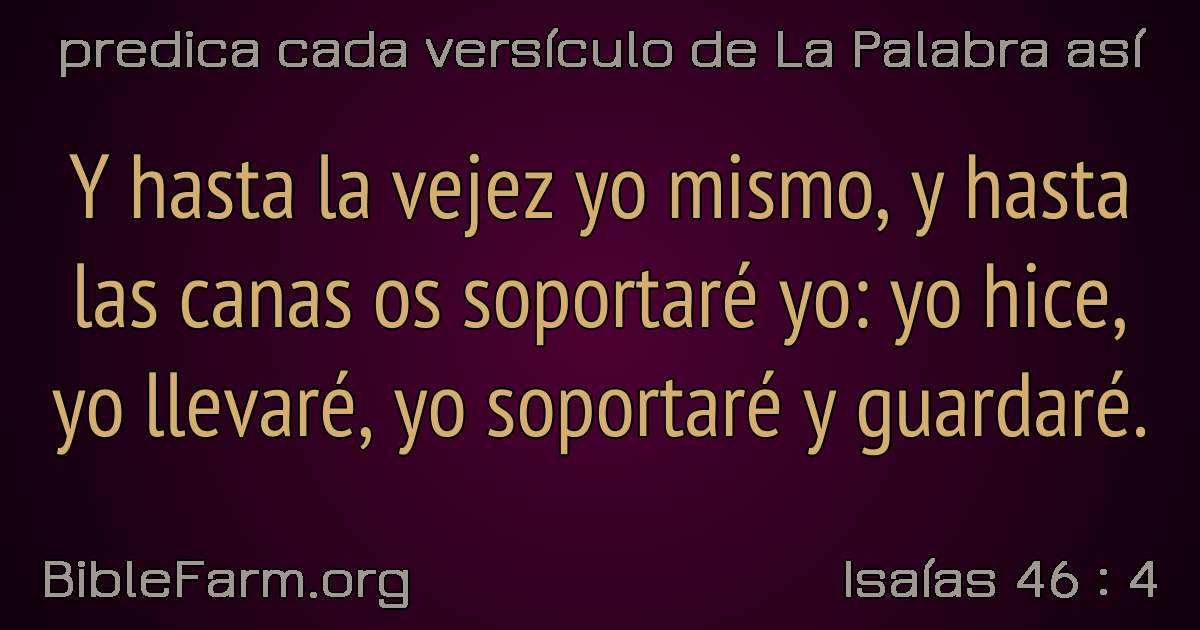 predica cada versículo de La Palabra así
Y hasta la vejez yo mismo, y hasta
las canas os soportaré yo: yo hice,
yo llevaré, yo soportaré y guardaré.
BibleFarm.org
Isaías 46 : 4